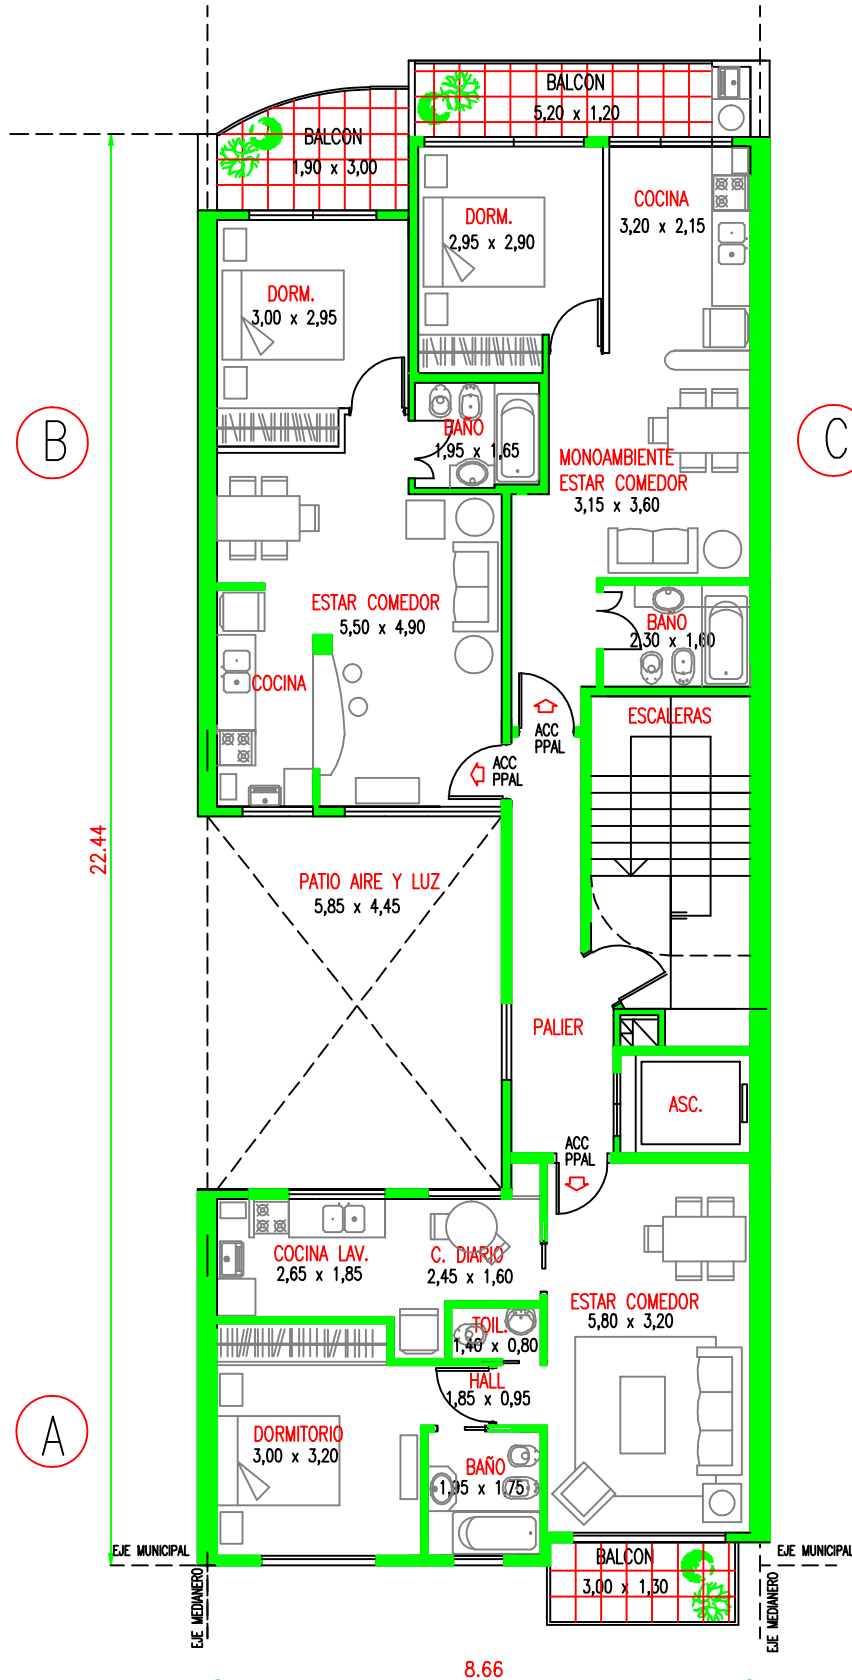 BALCON
5,20 x 1,20
BALCON
1,90 x 3,00
DORM.
2,95 x 2,90
COCINA
3,20 x 2,15
DORM.
3,00 x 2,95
B
C
BAÑO
1,95 x 1,65
MONOAMBIENTE
ESTAR COMEDOR
3,15 x 3,60
ESTAR COMEDOR
5,50 x 4,90
BAÑO
2,30 x 1,60
COCINA
ESCALERAS
ACC
PPAL
ACC
PPAL
22.44
PATIO AIRE Y LUZ
5,85 x 4,45
PALIER
ASC.
ACC
PPAL
COCINA LAV.
2,65 x 1,85
C. DIARIO
2,45 x 1,60
ESTAR COMEDOR
5,80 x 3,20
TOIL.
1,40 x 0,80
HALL
1,85 x 0,95
A
DORMITORIO
3,00 x 3,20
BAÑO
1,95 x 1,75
EJE MUNICIPAL
BALCON
3,00 x 1,30
EJE MUNICIPAL
EJE MEDIANERO
EJE MEDIANERO
8.66